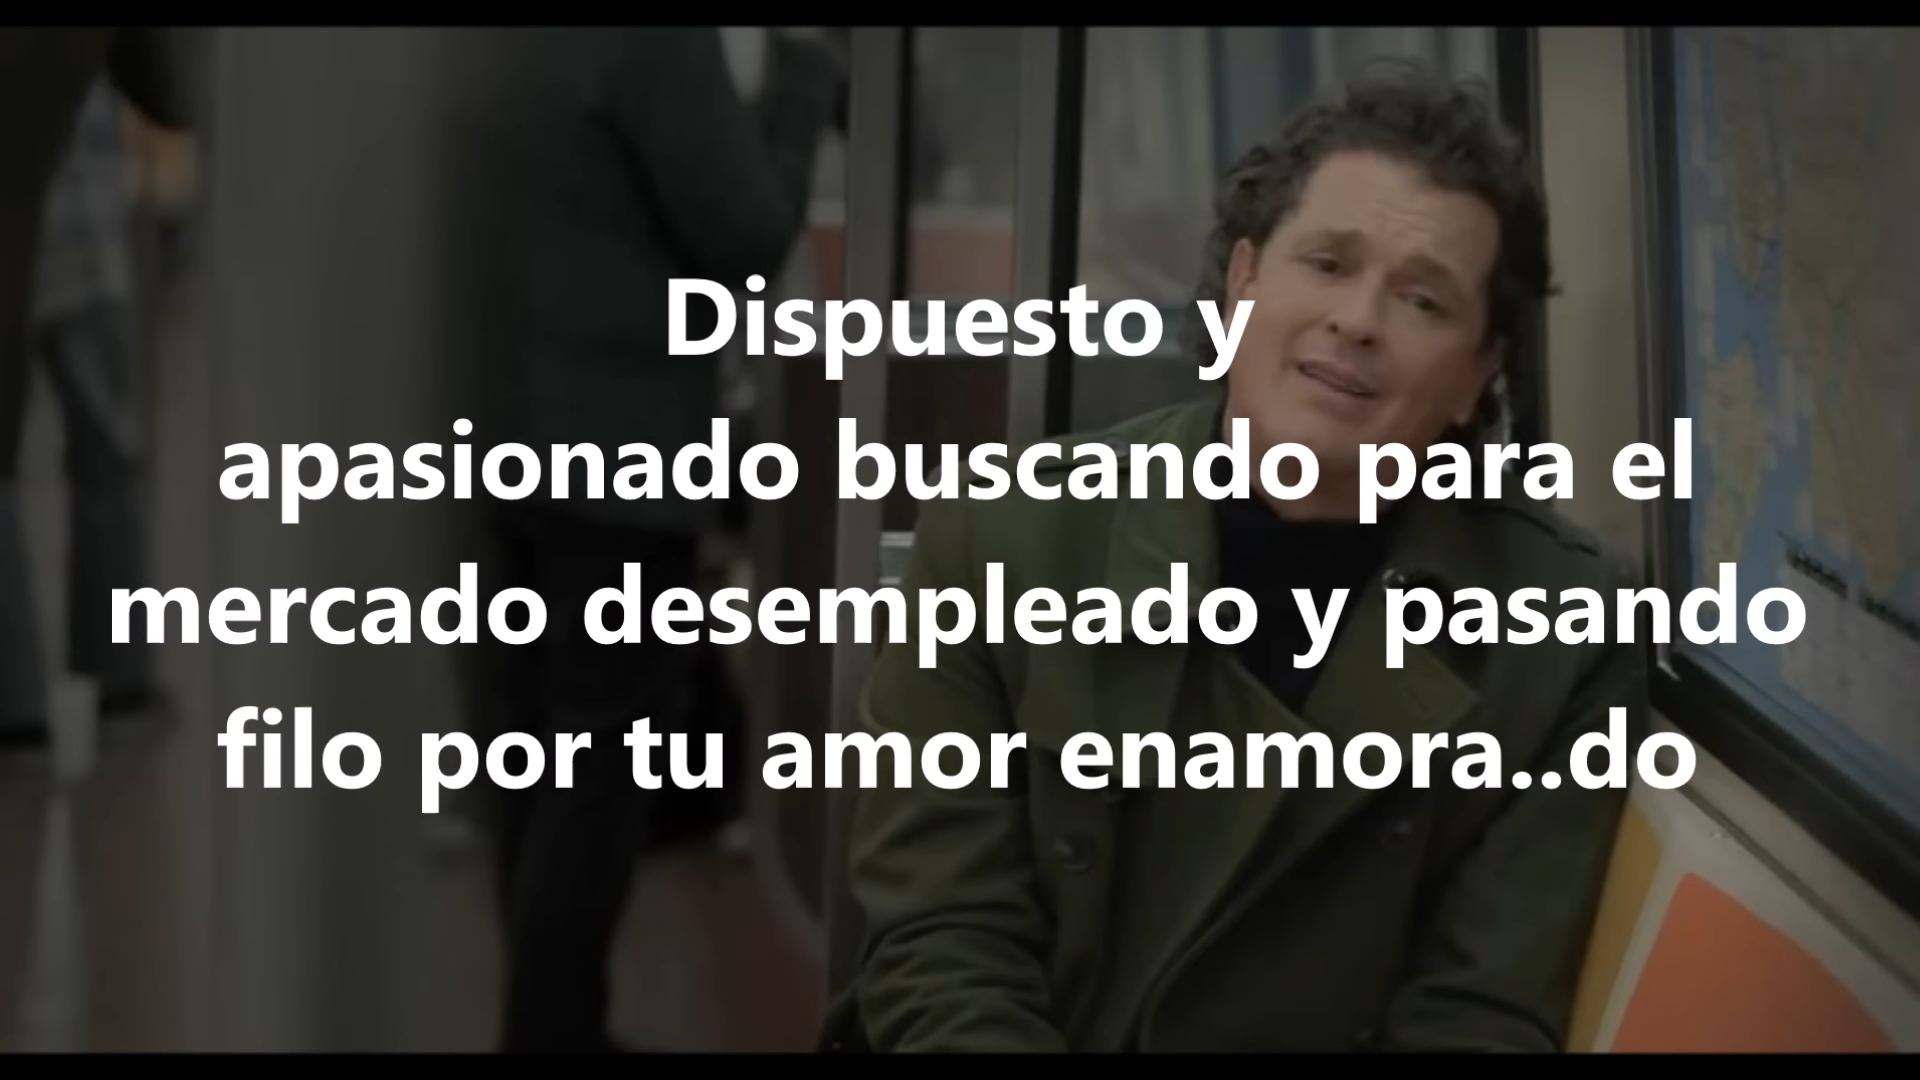 Dispuesto y
apasionado buscando para el
mercado desempleado y pasando
filo por tu amor enamora..do